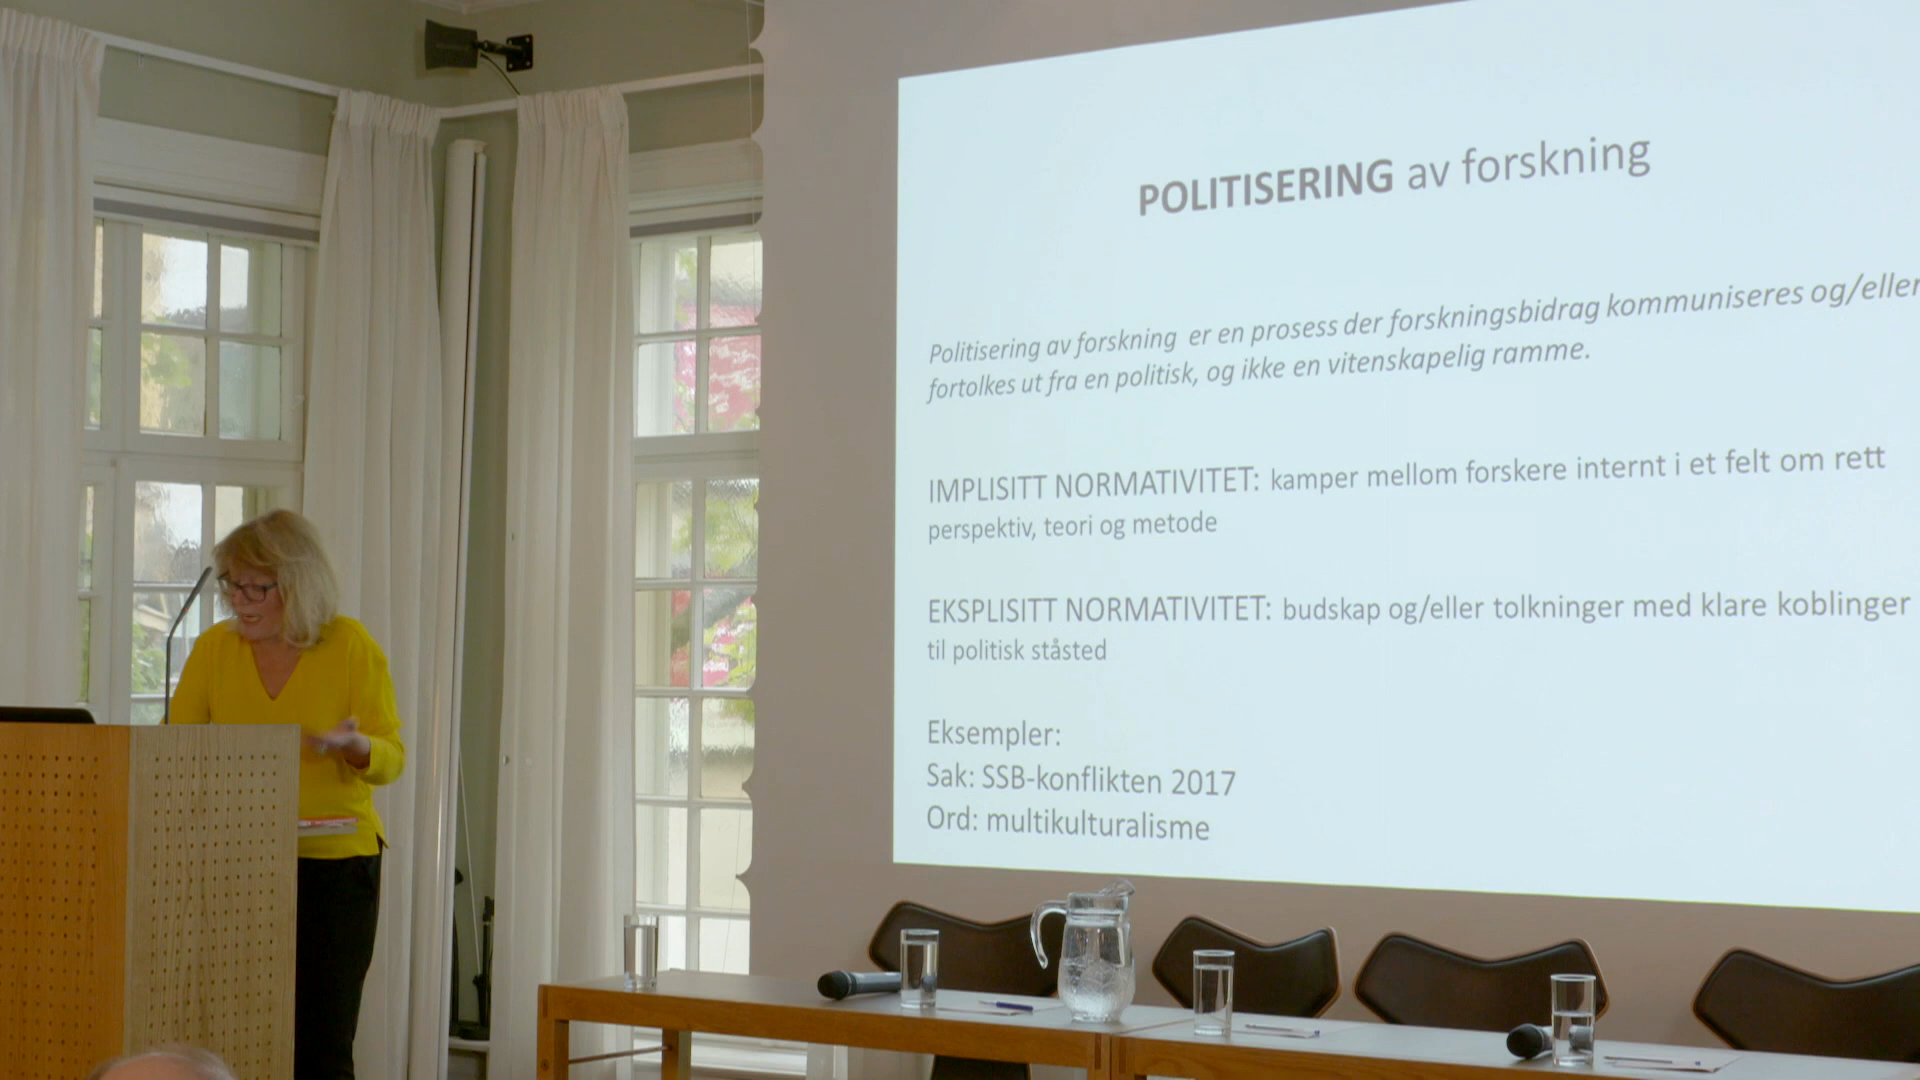 POLITISERING av forskning
Politisering av forskning er en prosess der forskningsbidrag kommuniseres og/eller
fortolkes ut fra en politisk, og ikke en vitenskapelig ramme.
IMPLISITT NORMATIVITET: kamper mellom forskere internt i et felt om rett
perspektiv, teori og metode
EKSPLISITT NORMATIVITET: budskap og/eller tolkninger med klare koblinger
til politisk ståsted
Eksempler:
Sak: SSB-konflikten 2017
Ord: multikulturalisme